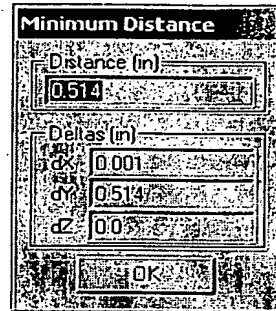 Minimum Distance
Distance (in)
0.514
Deltas (in)
dX 0.001
dY 0.514
dZ 0.0
OK